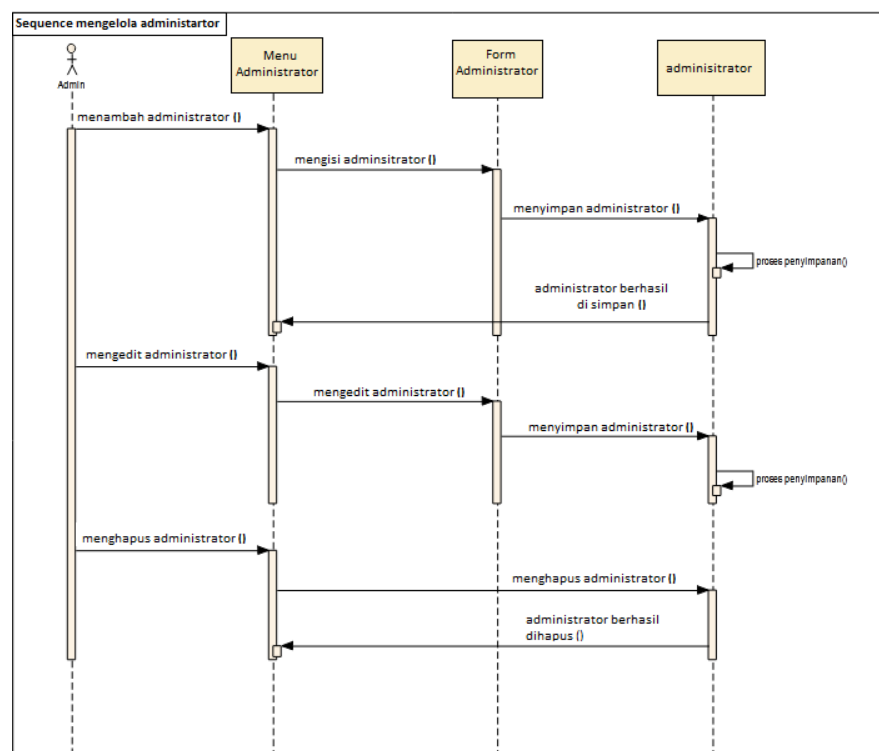 Sequence mengelola administartor
Admin
Menu
Administrator
Form
Administrator
adminisitrator
menambah administrator ()
mengisi adminsitrator ()
menyimpan administrator ()
proses penyimpanan()
administrator berhasil
di simpan ()
mengedit administrator ()
mengedit administrator ()
menyimpan administrator ()
proses penyimpanan()
menghapus administrator ()
menghapus administrator ()
administrator berhasil
dihapus ()